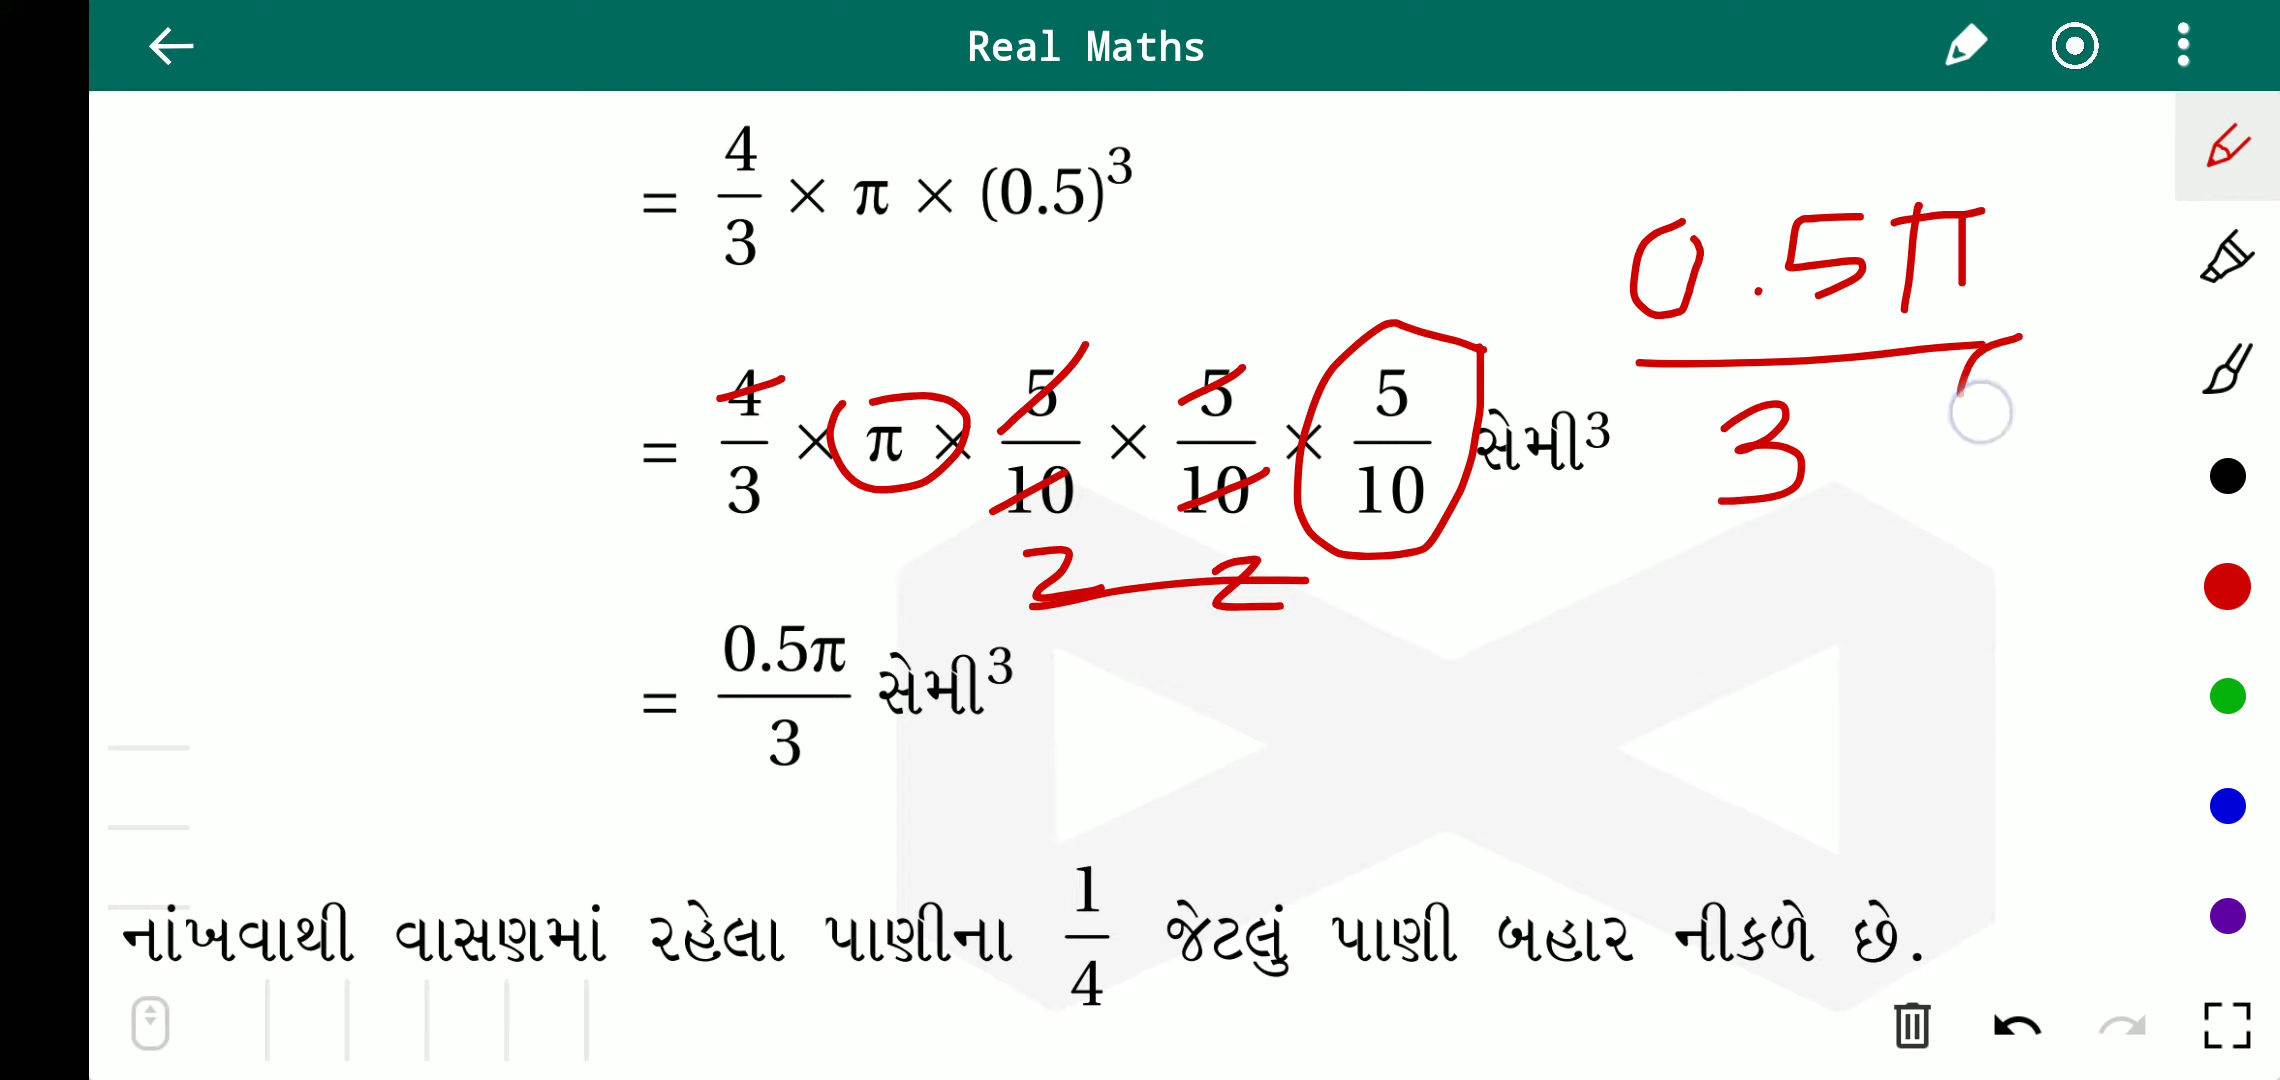 Real Maths
= 4/3 × π × (0.5)³
0.5π/3
= 4/3 × π × 5/10 × 5/10 × 5/10 સેમી³
2 2
= 0.5π/3 સેમી³
નાંખવાથી વાસણમાં રહેલા પાણીના 1/4 જેટલું પાણી બહાર નીકળે છે.